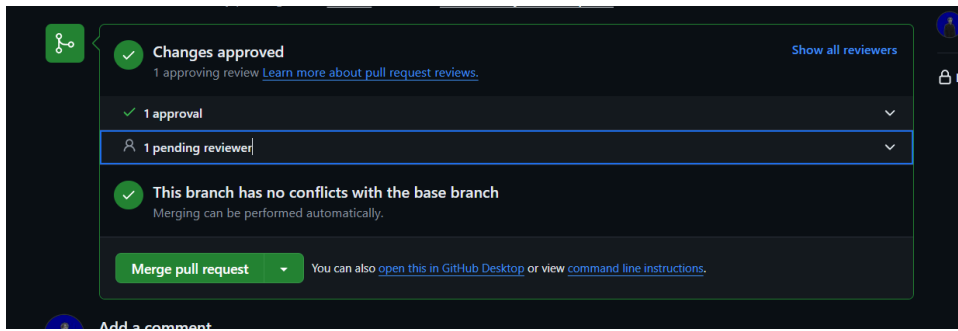 Changes approved
Show all reviewers
1 approving review Learn more about pull request reviews.
1 approval
1 pending reviewer
This branch has no conflicts with the base branch
Merging can be performed automatically.
Merge pull request
You can also open this in GitHub Desktop or view command line instructions.
Add a comment